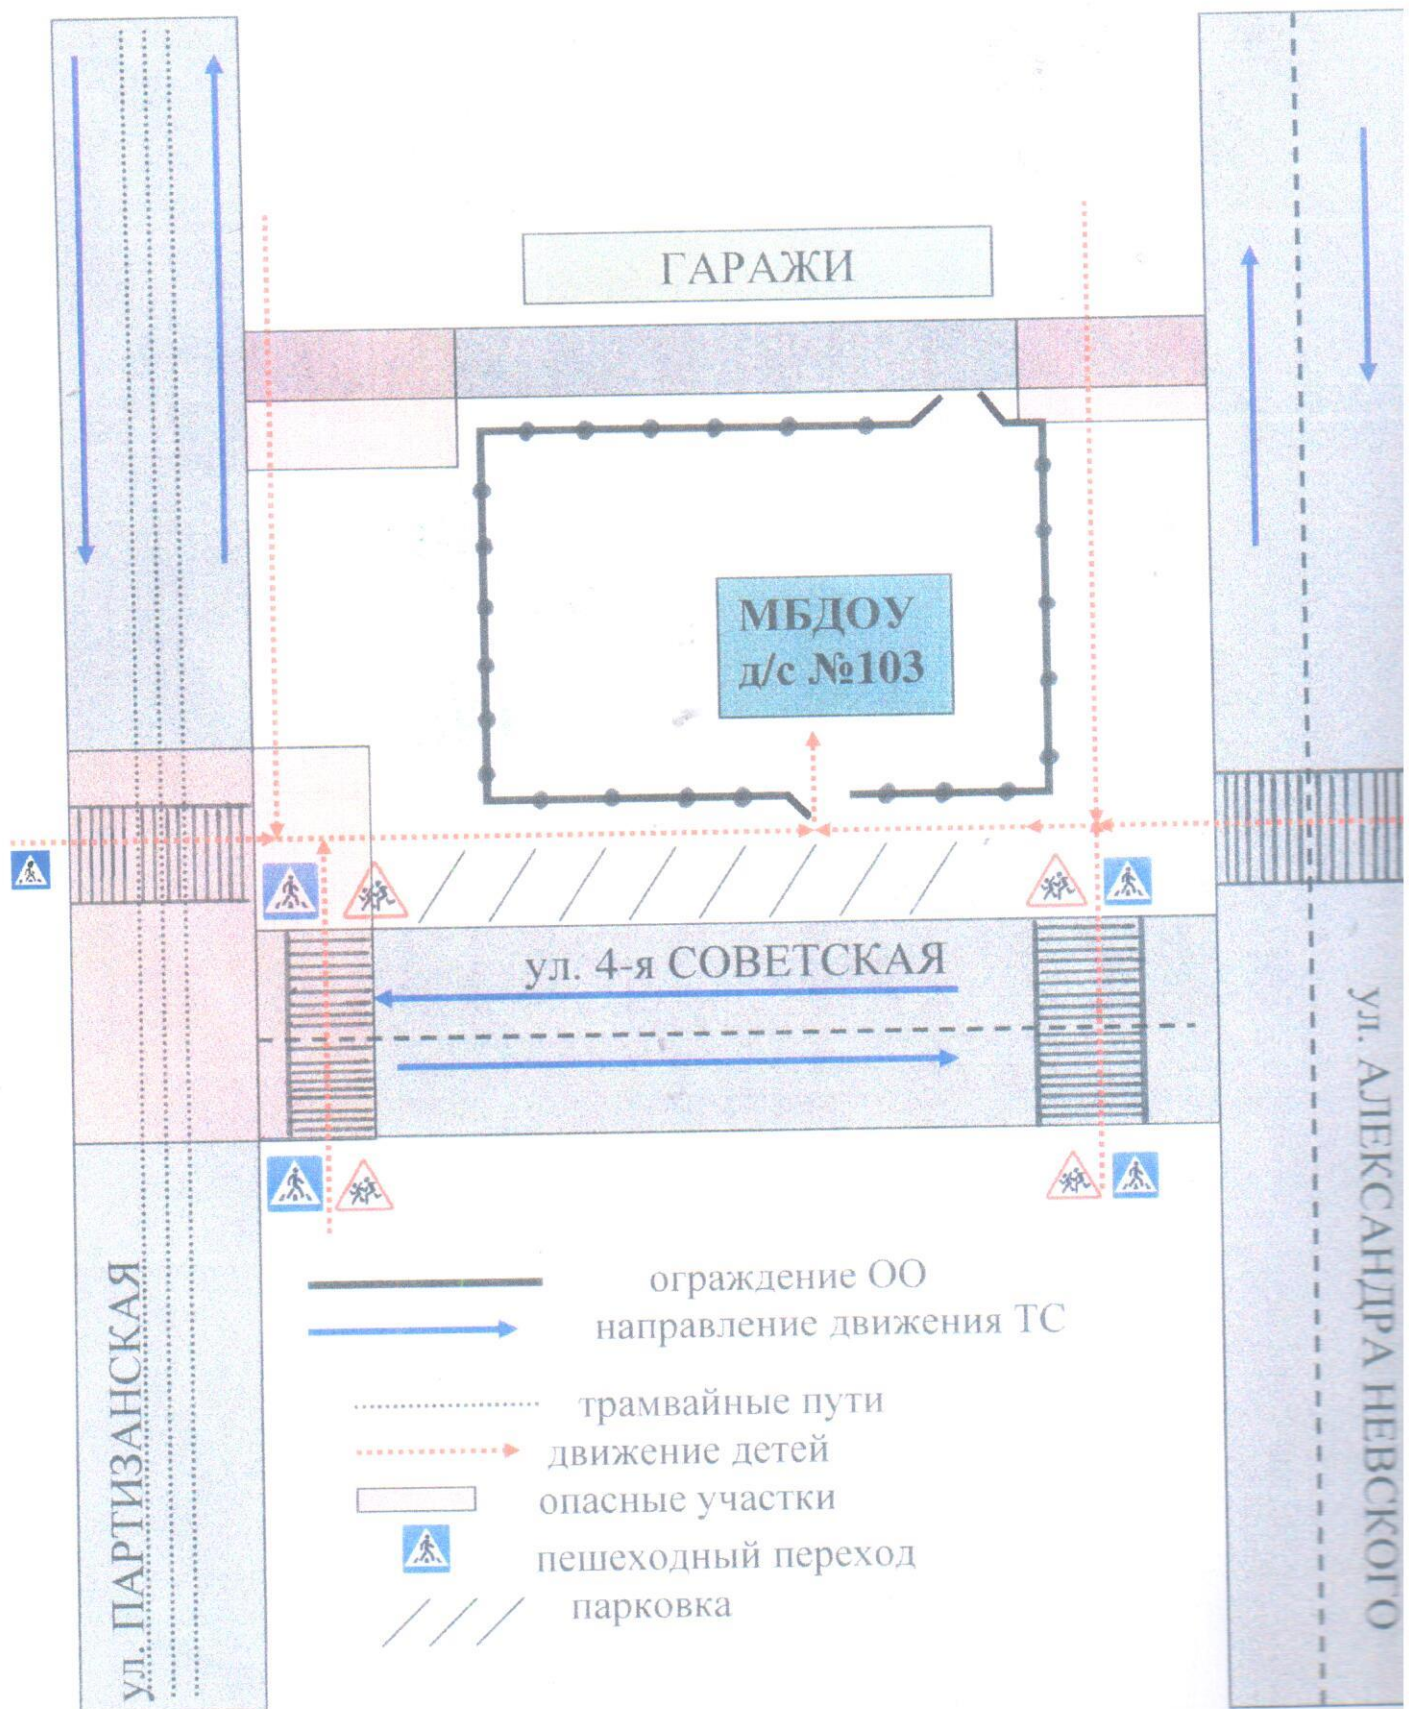 ГАРАЖИ
МБДОУ
д/с №103
ул. 4-я СОВЕТСКАЯ
ул. ПАРТИЗАНСКАЯ
ул. АЛЕКСАНДРА НЕВСКОГО
ограждение ОО
направление движения ТС
трамвайные пути
движение детей
опасные участки
пешеходный переход
парковка